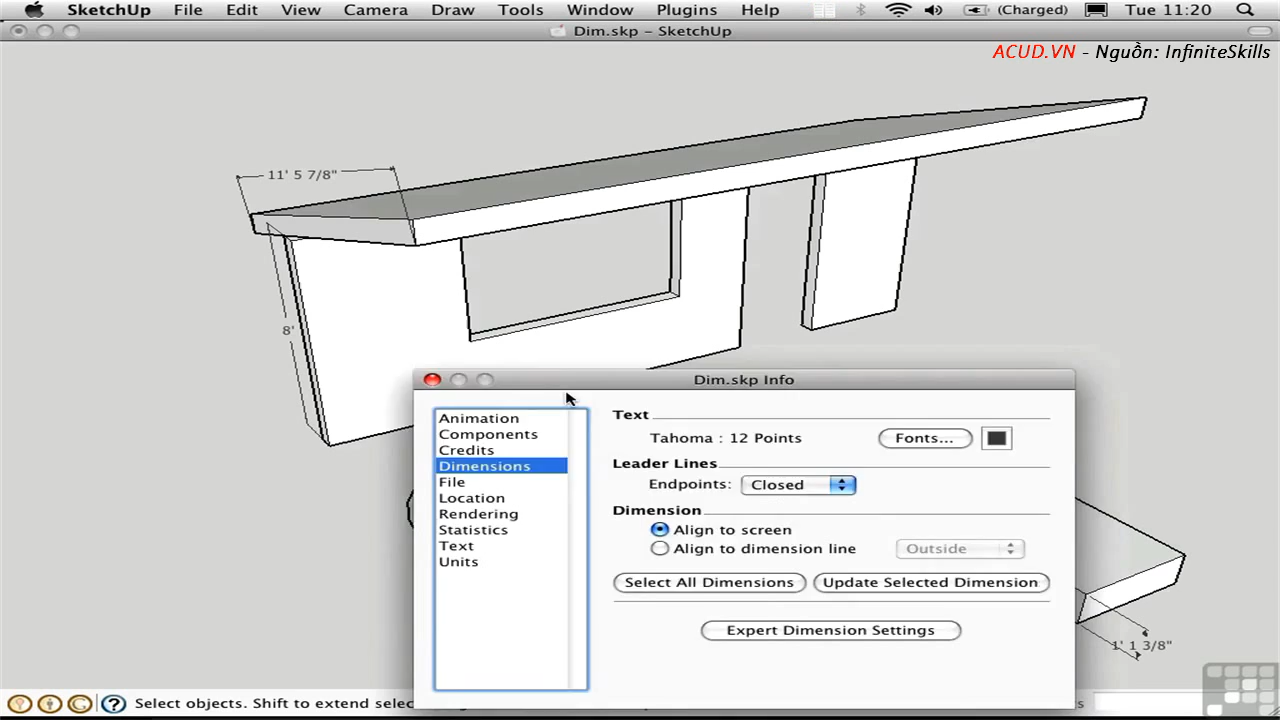 SketchUp File Edit View Camera Draw Tools Window Plugins Help (Charged) Tue 11:20
Dim.skp – SketchUp
ACUD.VN - Nguồn: InfiniteSkills
11' 5 7/8"
8'
Dim.skp Info
Animation
Components
Credits
Dimensions
File
Location
Rendering
Statistics
Text
Units
Text
Tahoma : 12 Points Fonts...
Leader Lines
Endpoints: Closed
Dimension
Align to screen
Align to dimension line Outside
Select All Dimensions Update Selected Dimension
Expert Dimension Settings
1' 1 3/8"
? Select objects. Shift to extend selec